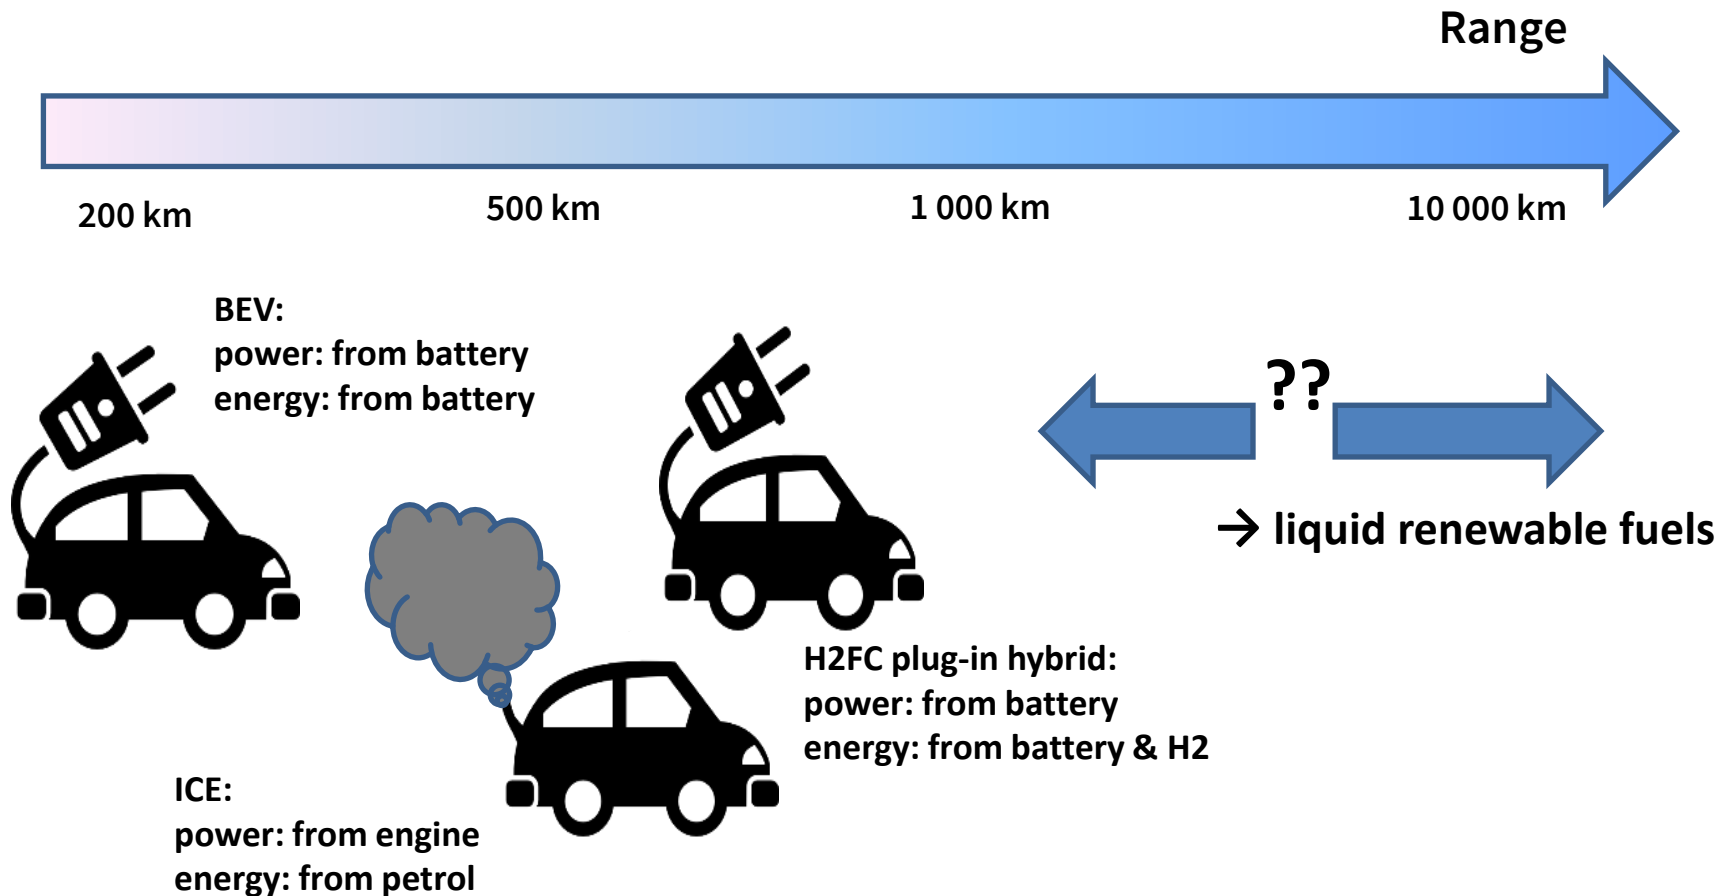 Range
200 km
500 km
1 000 km
10 000 km
BEV:
power: from battery
energy: from battery
??
→ liquid renewable fuels
H2FC plug-in hybrid:
power: from battery
energy: from battery & H2
ICE:
power: from engine
energy: from petrol